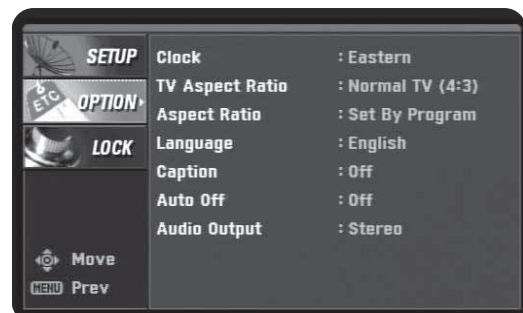 SETUP
ETC OPTION
LOCK
Clock : Eastern
TV Aspect Ratio : Normal TV (4:3)
Aspect Ratio : Set By Program
Language : English
Caption : Off
Auto Off : Off
Audio Output : Stereo
Move
MENU Prev